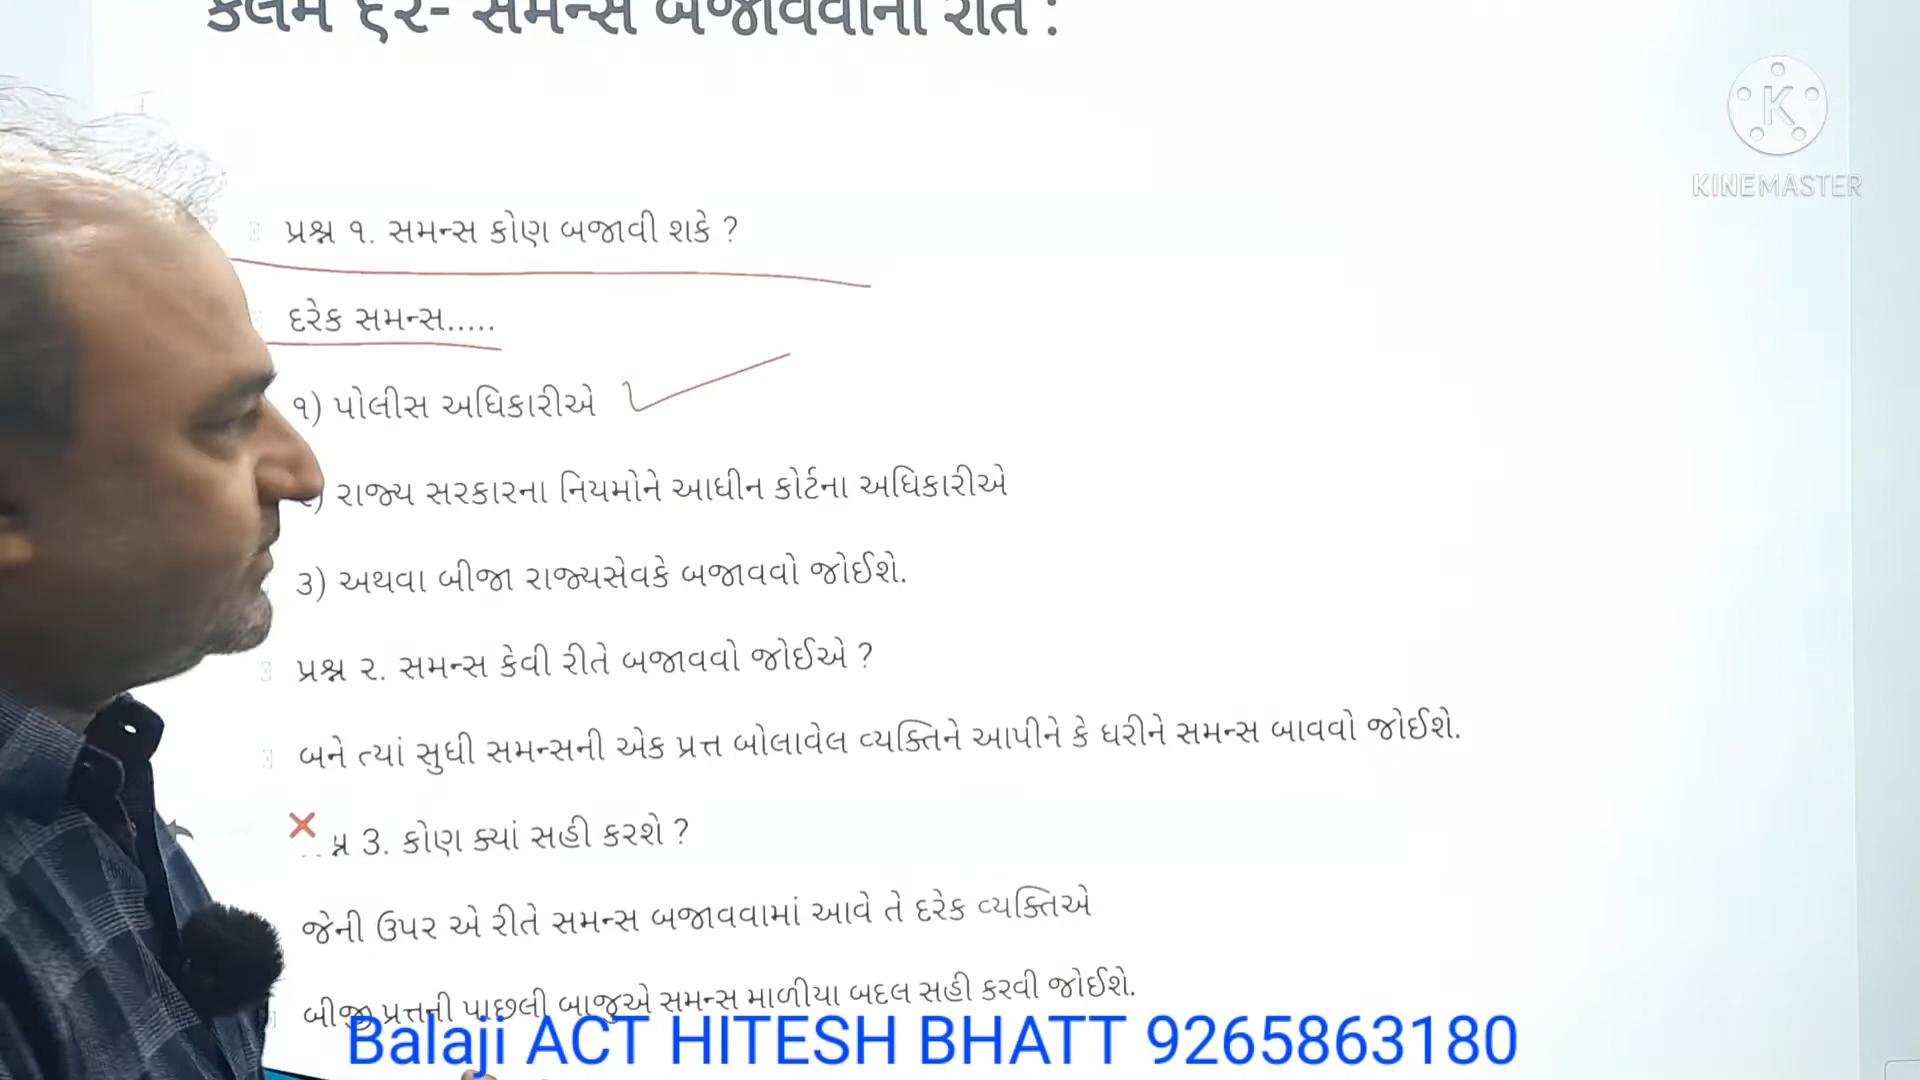 કલમ ૬૨- સમન્સ બજાવવાની રીત :
KINEMASTER
પ્રશ્ન ૧. સમન્સ કોણ બજાવી શકે ?
દરેક સમન્સ.....
૧) પોલીસ અધિકારીએ
૨) રાજ્ય સરકારના નિયમોને આધીન કોર્ટના અધિકારીએ
૩) અથવા બીજા રાજ્યસેવકે બજાવવો જોઈશે.
પ્રશ્ન ૨. સમન્સ કેવી રીતે બજાવવો જોઈએ ?
બને ત્યાં સુધી સમન્સની એક પ્રત્ત બોલાવેલ વ્યક્તિને આપીને કે ધરીને સમન્સ બાવવો જોઈશે.
પ્ર ૩. કોણ ક્યાં સહી કરશે ?
જેની ઉપર એ રીતે સમન્સ બજાવવામાં આવે તે દરેક વ્યક્તિએ
બીજી પ્રત્તની પાછલી બાજુએ સમન્સ માળીયા બદલ સહી કરવી જોઈશે.
Balaji ACT HITESH BHATT 9265863180